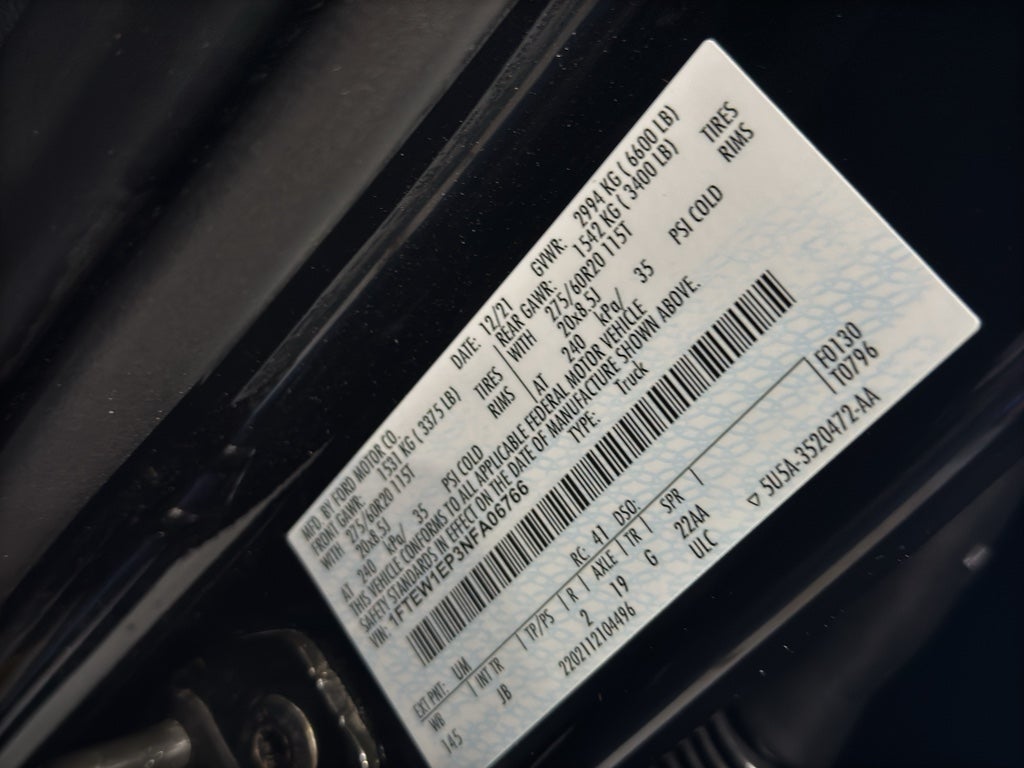 MFD. BY FORD MOTOR CO. DATE: 12/21 GVWR: 2994 KG ( 6600 LB)
FRONT GAWR: 1531 KG ( 3375 LB) REAR GAWR: 1542 KG ( 3400 LB)
WITH 275/60R20 115T TIRES WITH 275/60R20 115T TIRES
20x8.5J RIMS 20x8.5J RIMS
AT 240 kPa/ 35 PSI COLD AT 240 kPa/ 35 PSI COLD
THIS VEHICLE CONFORMS TO ALL APPLICABLE FEDERAL MOTOR VEHICLE
SAFETY STANDARDS IN EFFECT ON THE DATE OF MANUFACTURE SHOWN ABOVE.
VIN: 1FTEW1EP3NFA06766 TYPE: Truck
F0130
T0796
EXT PNT: UM RC: 41 DSO:
WB INT TR TP/PS R AXLE TR SPR
145 JB 2 19 G 22AA
2202112104496 ULC
▽ 5U5A-3520472-AA